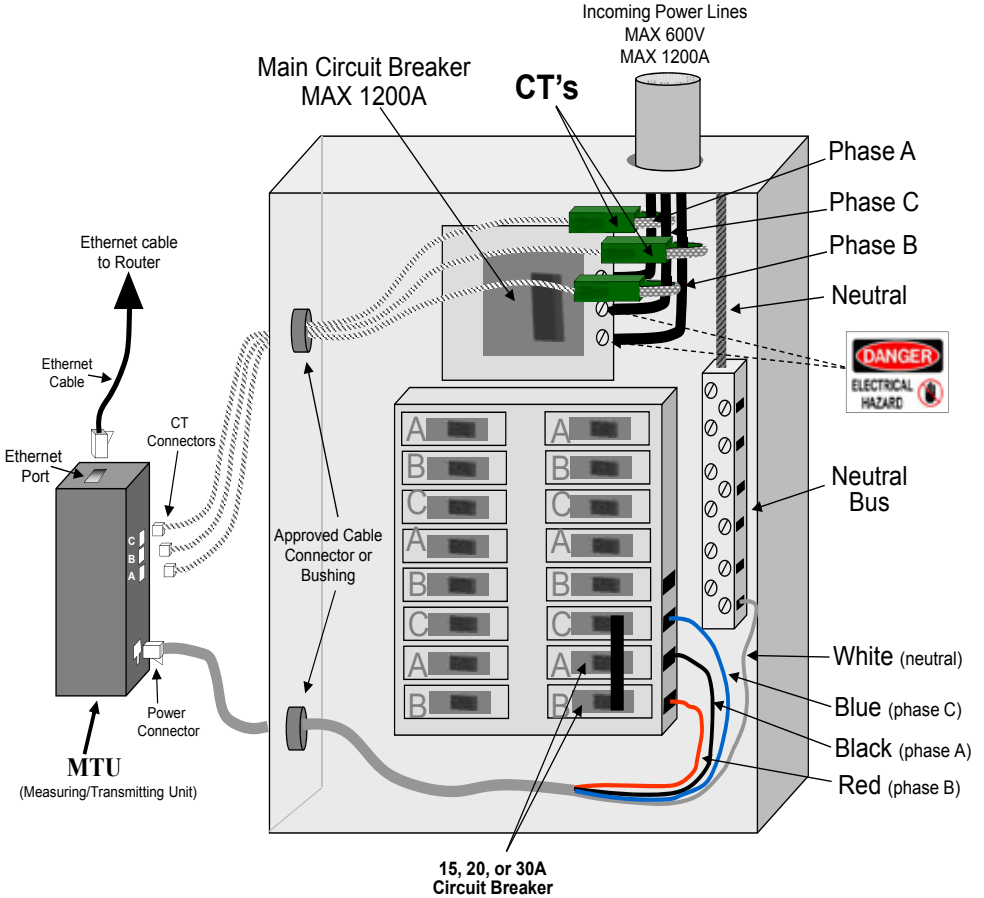 Incoming Power Lines
MAX 600V
MAX 1200A
Main Circuit Breaker
MAX 1200A
CT's
Phase A
Phase C
Phase B
Neutral
DANGER
ELECTRICAL
HAZARD
Ethernet cable
to Router
Ethernet
Cable
CT
Connectors
Ethernet
Port
C
B
A
Approved Cable
Connector or
Bushing
A
A
B
B
C
C
A
A
B
B
C
C
A
A
B
B
Neutral
Bus
White (neutral)
Blue (phase C)
Black (phase A)
Red (phase B)
Power
Connector
MTU
(Measuring/Transmitting Unit)
15, 20, or 30A
Circuit Breaker